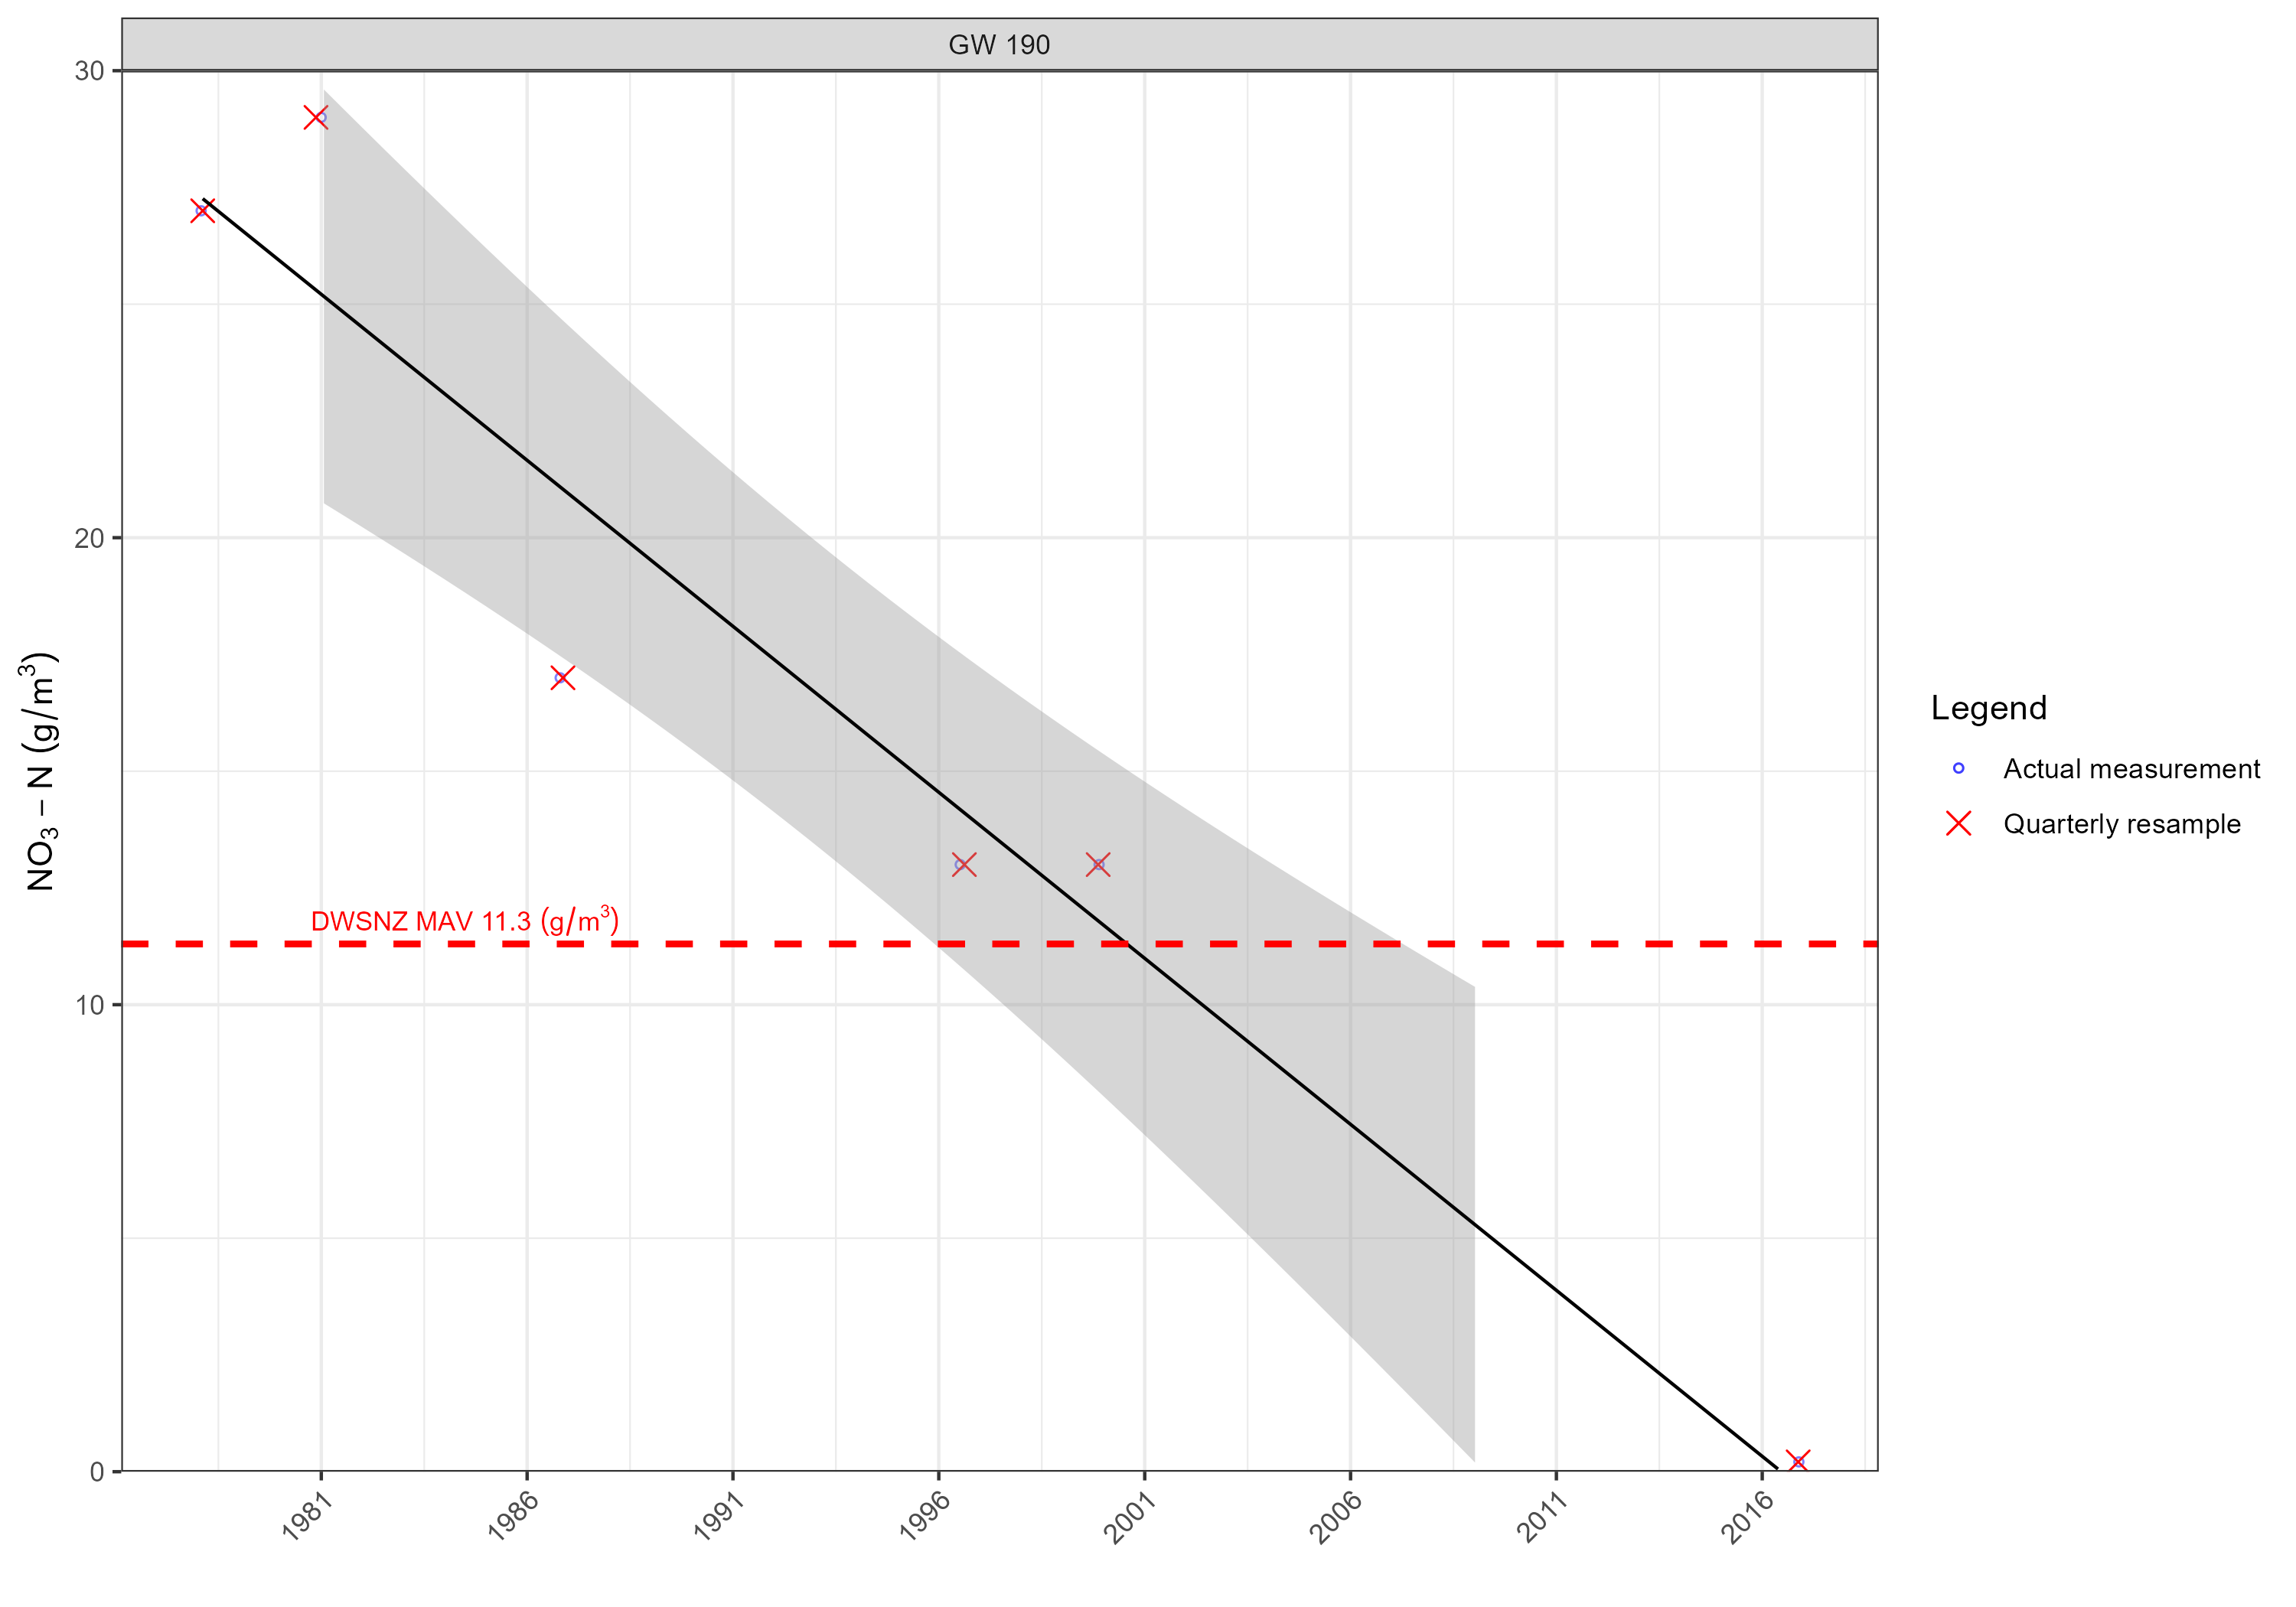 GW 190
30
20
10
0
NO₃ – N (g/m³)
DWSNZ MAV 11.3 (g/m³)
1981
1986
1991
1996
2001
2006
2011
2016
Legend
Actual measurement
Quarterly resample